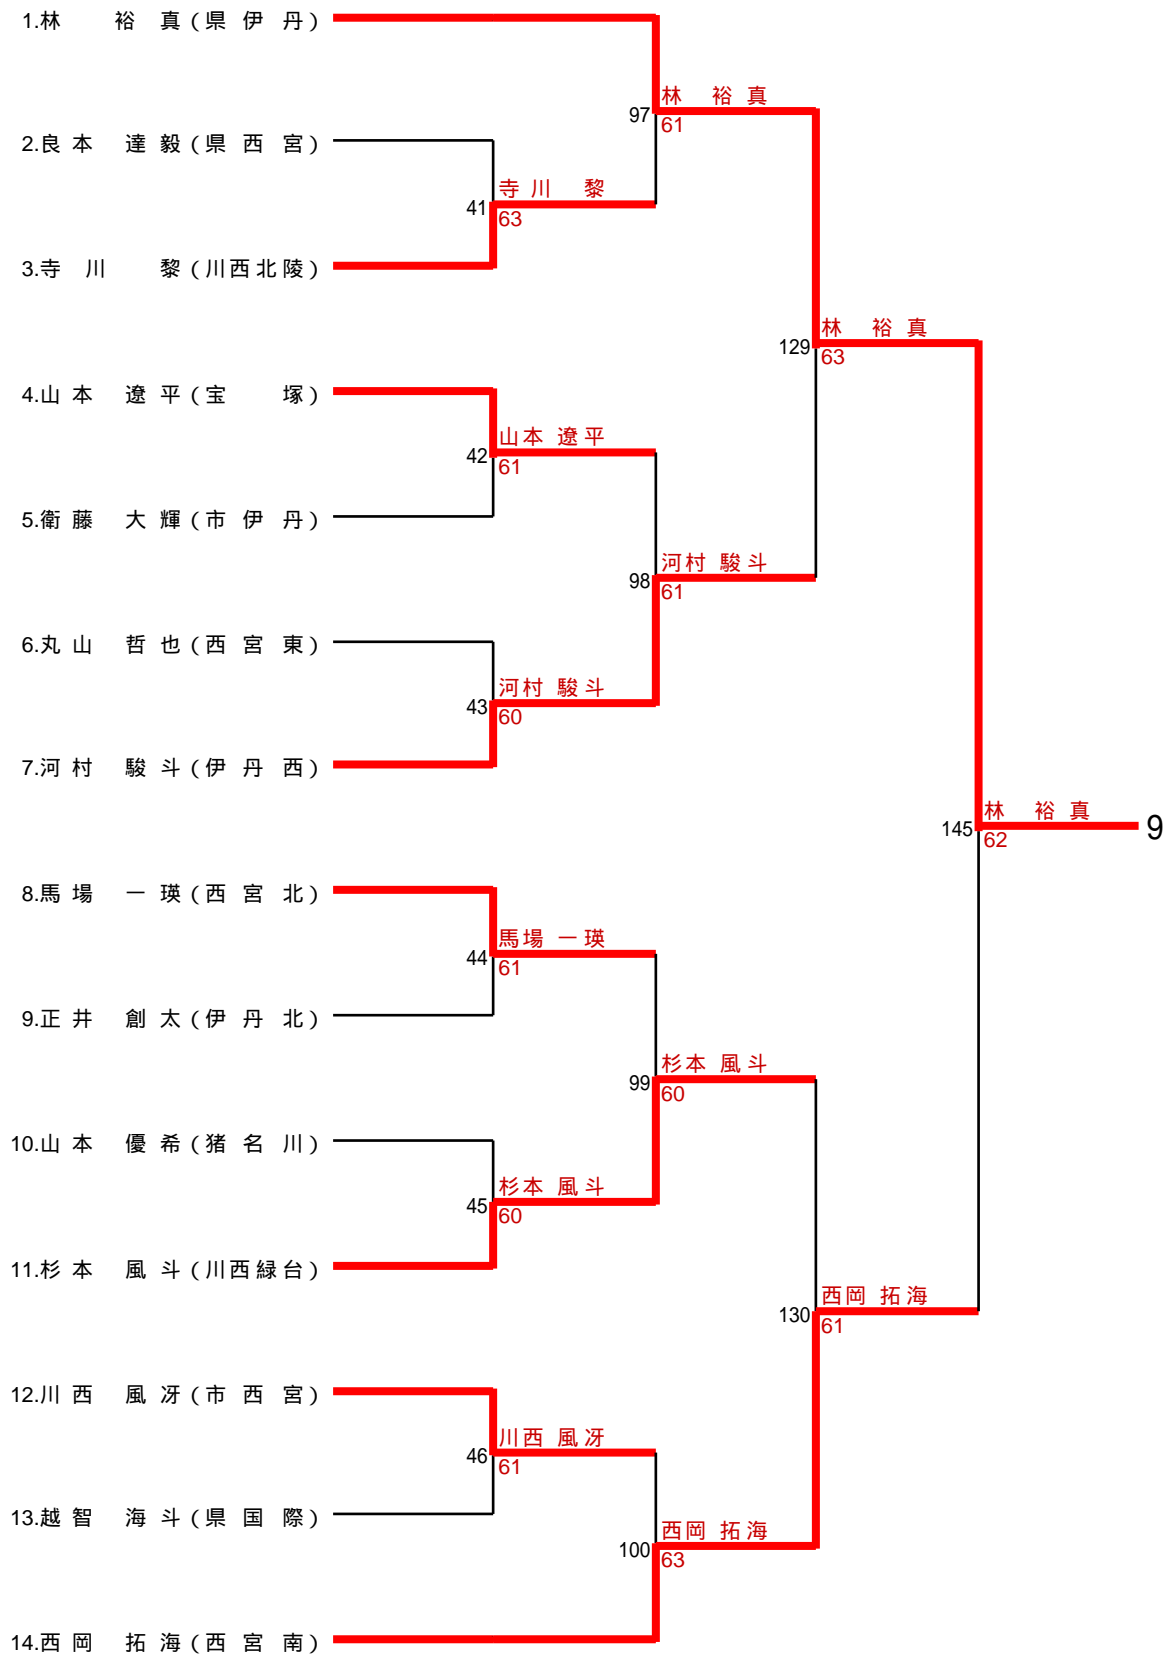 1.林 裕真(県伊丹)
林 裕真
97
61
2.良本 達毅(県西宮)
寺川 黎
41
63
3.寺川 黎(川西北陵)
林 裕真
129
63
4.山本 遼平(宝塚)
山本 遼平
42
61
5.衛藤 大輝(市伊丹)
河村 駿斗
98
61
6.丸山 哲也(西宮東)
河村 駿斗
43
60
7.河村 駿斗(伊丹西)
林 裕真
145
62
9
8.馬場 一瑛(西宮北)
馬場 一瑛
44
61
9.正井 創太(伊丹北)
杉本 風斗
99
60
10.山本 優希(猪名川)
杉本 風斗
45
60
11.杉本 風斗(川西緑台)
西岡 拓海
130
61
12.川西 風冴(市西宮)
川西 風冴
46
61
13.越智 海斗(県国際)
西岡 拓海
100
63
14.西岡 拓海(西宮南)